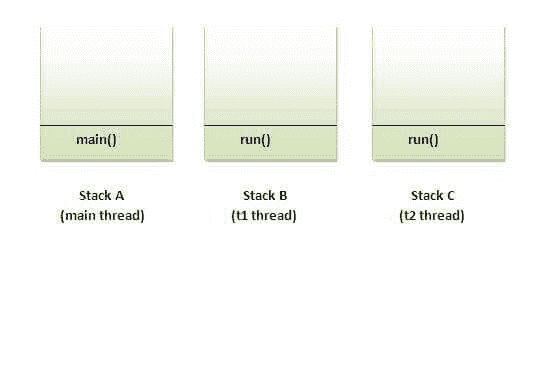 main()
run()
run()
Stack A
(main thread)
Stack B
(t1 thread)
Stack C
(t2 thread)